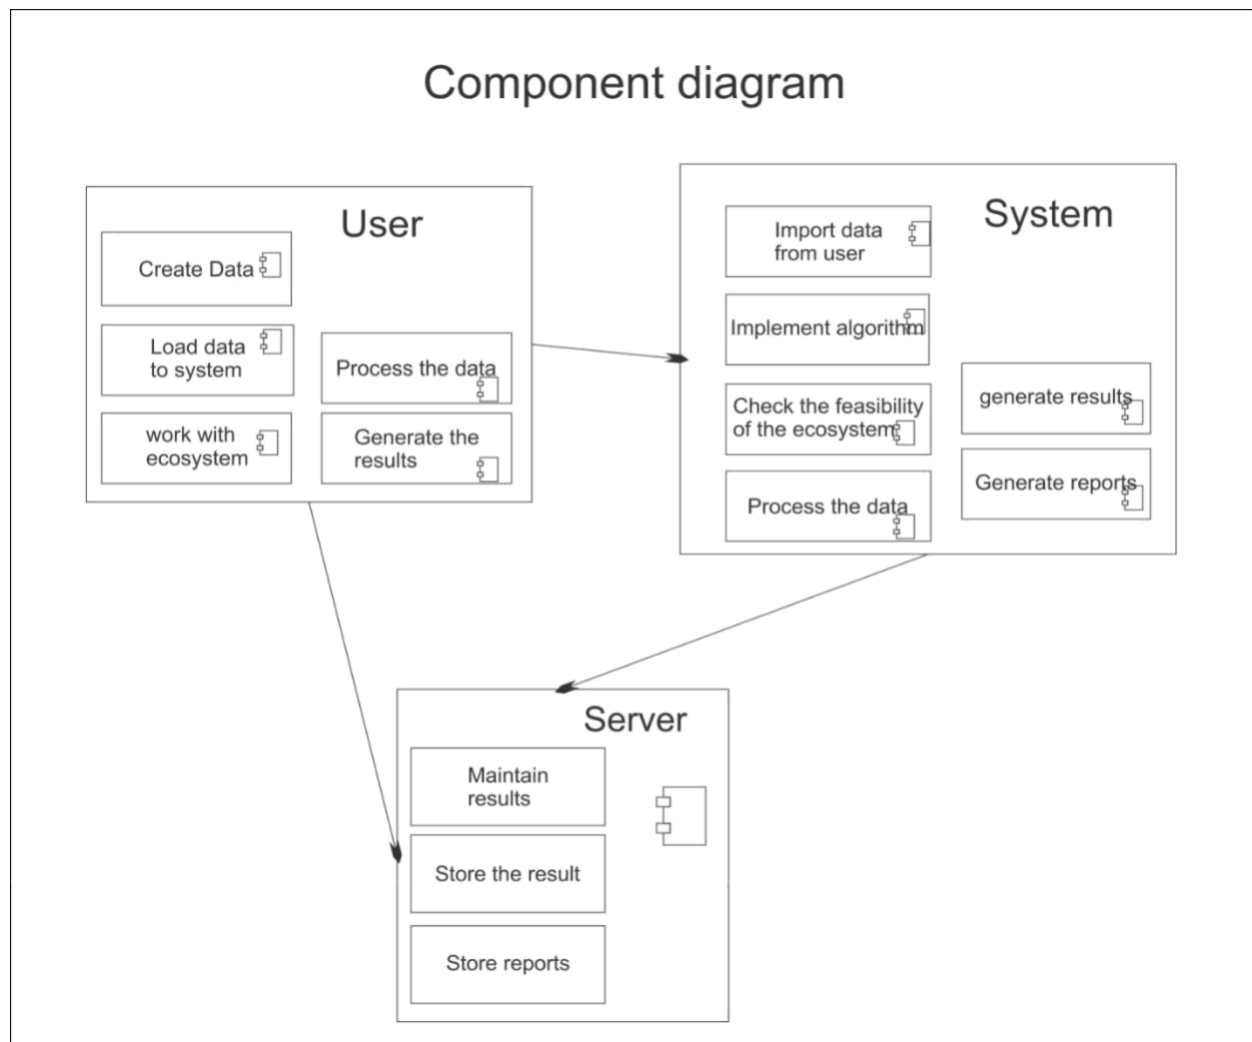 Component diagram
User
Create Data
Load data
to system
work with
ecosystem
Process the data
Generate the
results
System
Import data
from user
Implement algorithm
Check the feasibility
of the ecosystem
Process the data
generate results
Generate reports
Server
Maintain
results
Store the result
Store reports